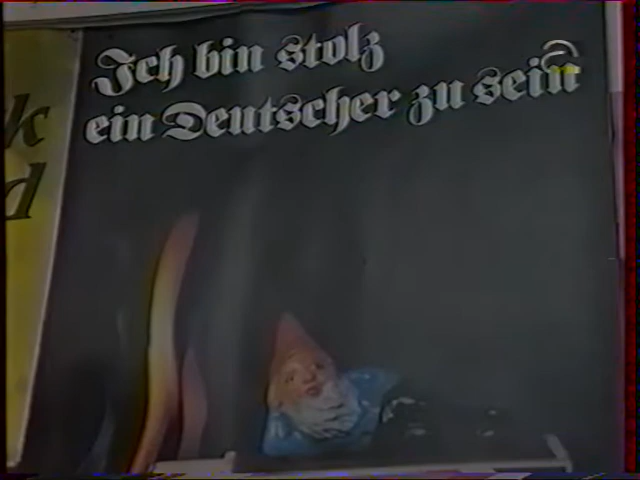 Ich bin stolz
ein Deutscher zu sein
k
d